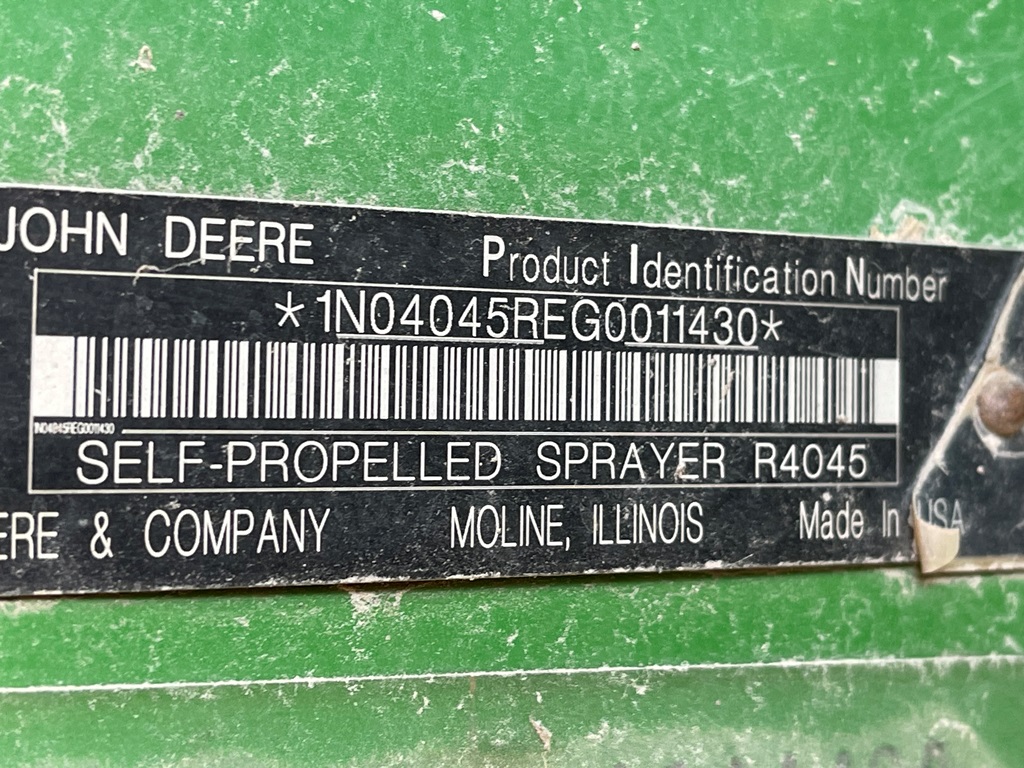 JOHN DEERE Product Identification Number
*1N04045REG0011430*
1N04045REG0011430
SELF-PROPELLED SPRAYER R4045
ERE & COMPANY MOLINE, ILLINOIS Made In USA